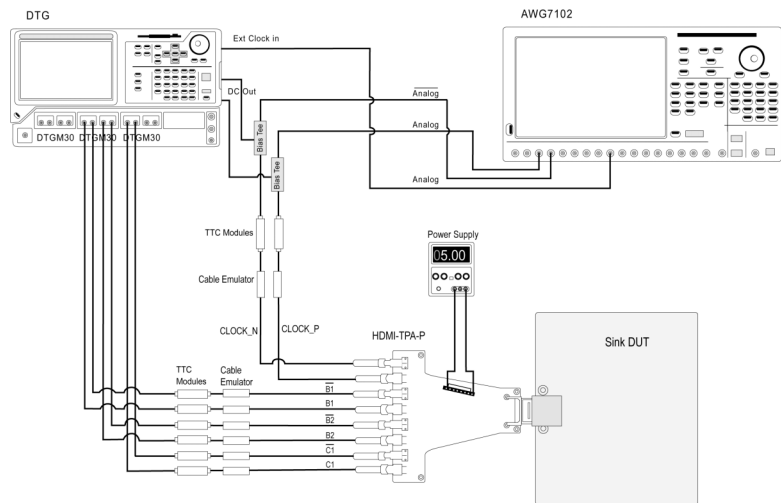 DTG
AWG7102
Ext Clock in
DC Out
Analog
Analog
Analog
DTGM30 DTGM30 DTGM30
Bias Tee
Bias Tee
TTC Modules
Cable Emulator
Power Supply
05.00
CLOCK_N
CLOCK_P
HDMI-TPA-P
Sink DUT
TTC
Modules
Cable
Emulator
B1
B1
B2
B2
C1
C1